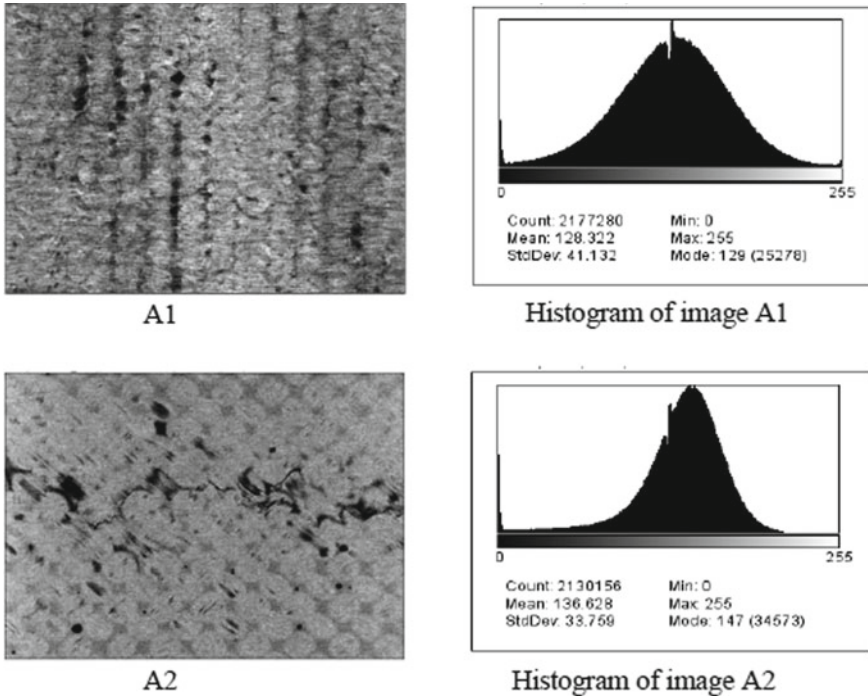 0 255
Count: 2177280 Min: 0
Mean: 128.322 Max: 255
StdDev: 41.132 Mode: 129 (25278)
A1 Histogram of image A1
0 255
Count: 2130156 Min: 0
Mean: 136.628 Max: 255
StdDev: 33.759 Mode: 147 (34573)
A2 Histogram of image A2